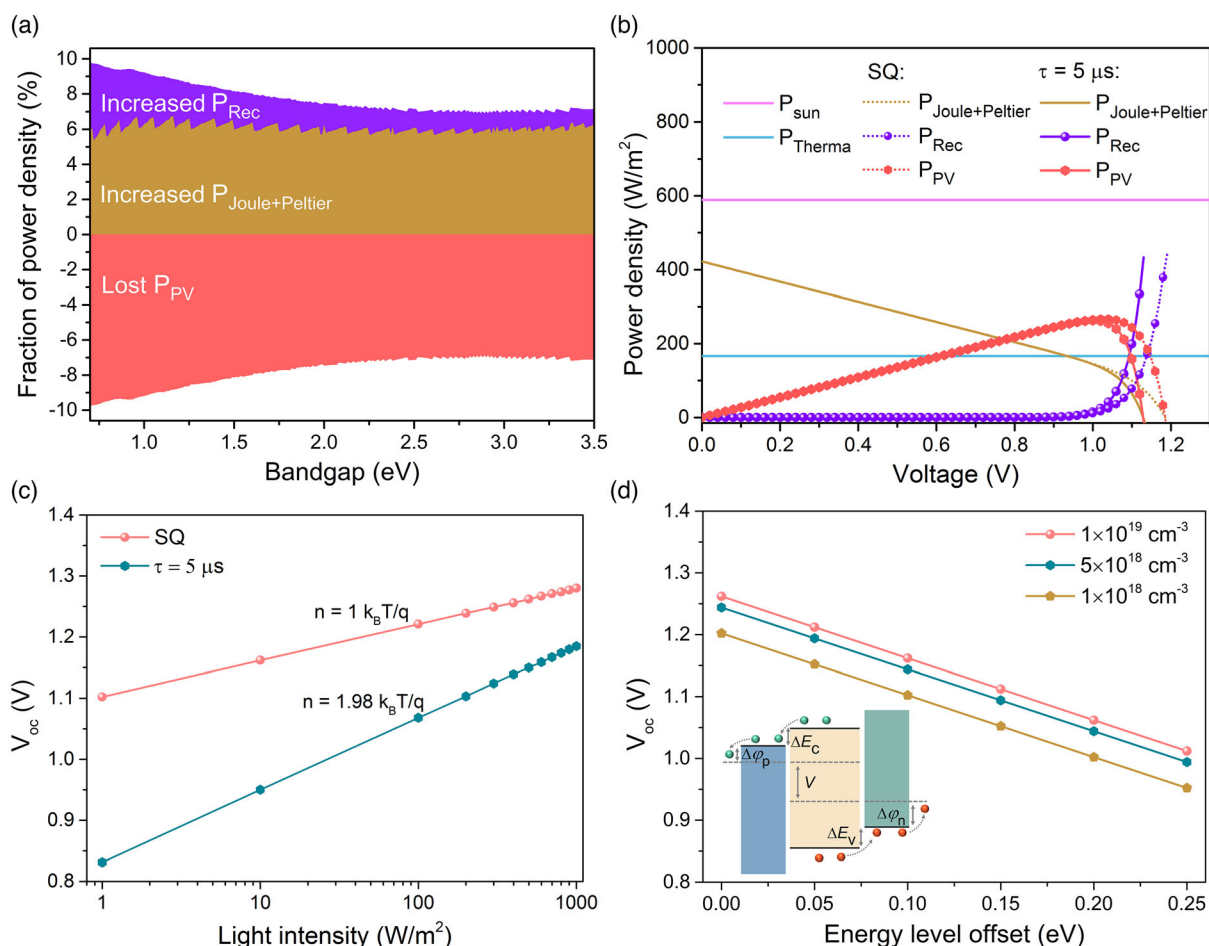 (a)
10
8
6
4
2
0
-2
-4
-6
-8
-10
Fraction of power density (%)
Increased P_Rec
Increased P_Joule+Peltier
Lost P_PV
1.0 1.5 2.0 2.5 3.0 3.5
Bandgap (eV)
(b)
1000
800
600
400
200
0
Power density (W/m²)
SQ: τ = 5 μs:
P_sun P_Joule+Peltier P_Joule+Peltier
P_Therma P_Rec P_Rec
P_PV P_PV
0.0 0.2 0.4 0.6 0.8 1.0 1.2
Voltage (V)
(c)
1.4
1.3
1.2
1.1
1.0
0.9
0.8
V_oc (V)
SQ
τ = 5 μs
n = 1 k_BT/q
n = 1.98 k_BT/q
1 10 100 1000
Light intensity (W/m²)
(d)
1.4
1.3
1.2
1.1
1.0
0.9
0.8
V_oc (V)
1×10¹⁹ cm⁻³
5×10¹⁸ cm⁻³
1×10¹⁸ cm⁻³
ΔE_c
Δφ_p
V
Δφ_n
ΔE_v
0.00 0.05 0.10 0.15 0.20 0.25
Energy level offset (eV)